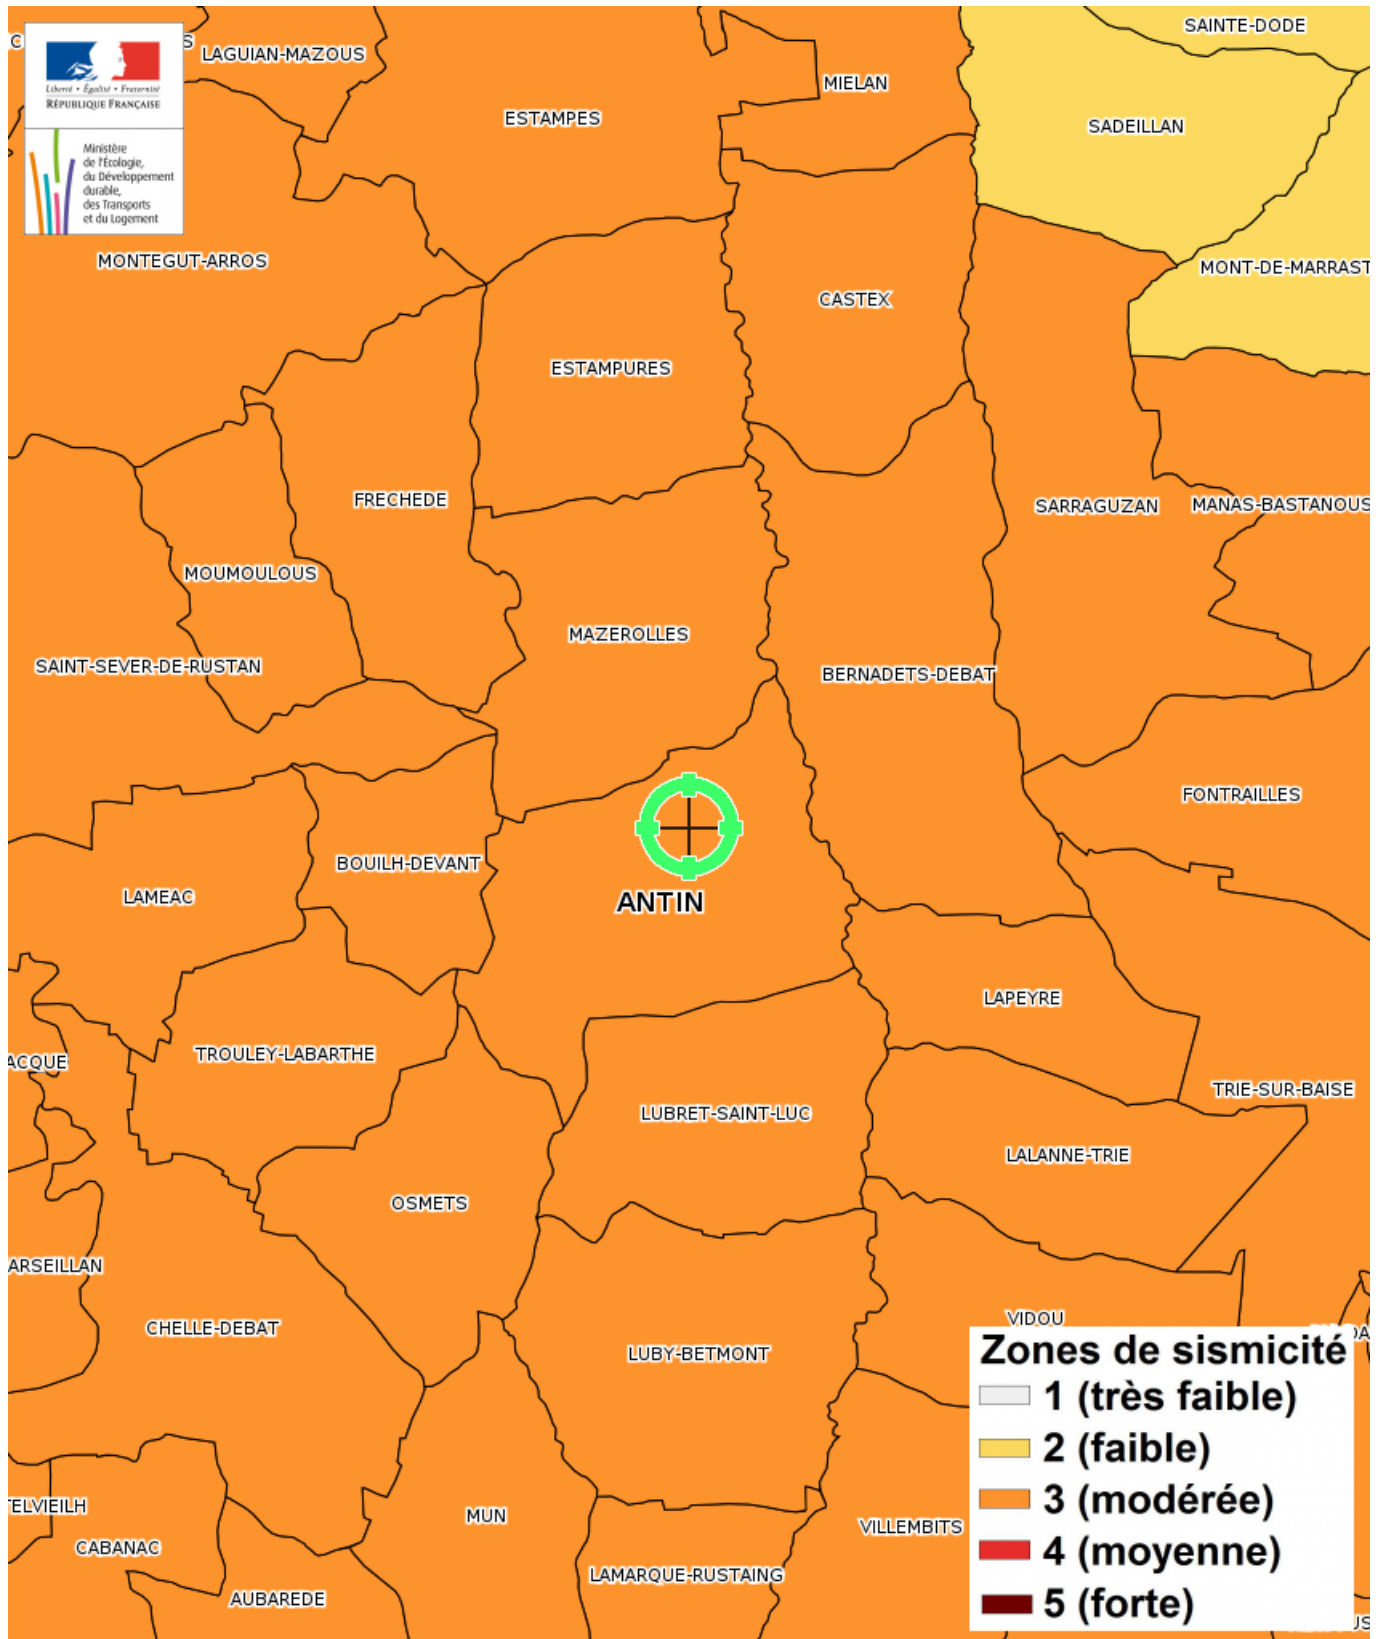 LAGUIAN-MAZOUS
SAINTE-DODE
MIELAN
ESTAMPES
SADEILLAN
Liberté • Égalité • Fraternité
RÉPUBLIQUE FRANÇAISE
Ministère
de l'Écologie,
du Développement
durable,
des Transports
et du Logement
MONTEGUT-ARROS
MONT-DE-MARRAST
CASTEX
ESTAMPURES
FRECHEDE
SARRAGUZAN
MANAS-BASTANOUS
MOUMOULOUS
MAZEROLLES
SAINT-SEVER-DE-RUSTAN
BERNADETS-DEBAT
FONTRAILLES
BOUILH-DEVANT
LAMEAC
ANTIN
LAPEYRE
TROULEY-LABARTHE
ACQUE
TRIE-SUR-BAISE
LUBRET-SAINT-LUC
LALANNE-TRIE
OSMETS
ARSEILLAN
VIDOU
CHELLE-DEBAT
LUBY-BETMONT
Zones de sismicité
1 (très faible)
2 (faible)
3 (modérée)
4 (moyenne)
5 (forte)
TELVIEILH
MUN
VILLEMBITS
CABANAC
LAMARQUE-RUSTAING
AUBAREDE